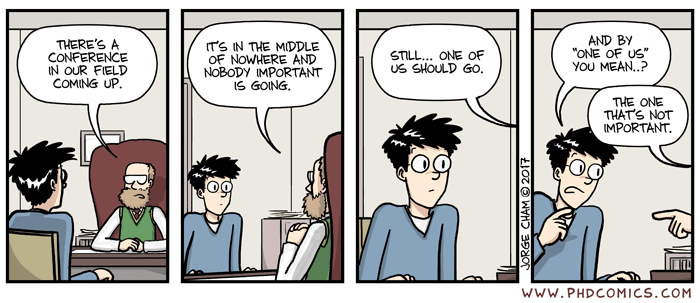 THERE'S A
CONFERENCE
IN OUR FIELD
COMING UP.
IT'S IN THE MIDDLE
OF NOWHERE AND
NOBODY IMPORTANT
IS GOING.
STILL... ONE OF
US SHOULD GO.
AND BY
"ONE OF US"
YOU MEAN..?
THE ONE
THAT'S NOT
IMPORTANT.
JORGE CHAM © 2017
WWW.PHDCOMICS.COM